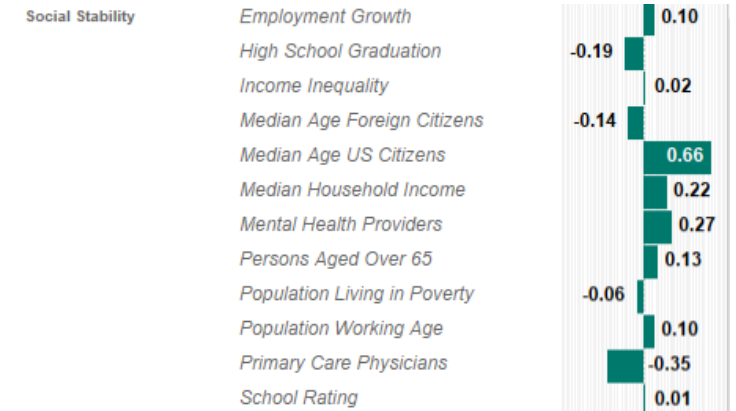 Social Stability Employment Growth 0.10
High School Graduation -0.19
Income Inequality 0.02
Median Age Foreign Citizens -0.14
Median Age US Citizens 0.66
Median Household Income 0.22
Mental Health Providers 0.27
Persons Aged Over 65 0.13
Population Living in Poverty -0.06
Population Working Age 0.10
Primary Care Physicians -0.35
School Rating 0.01